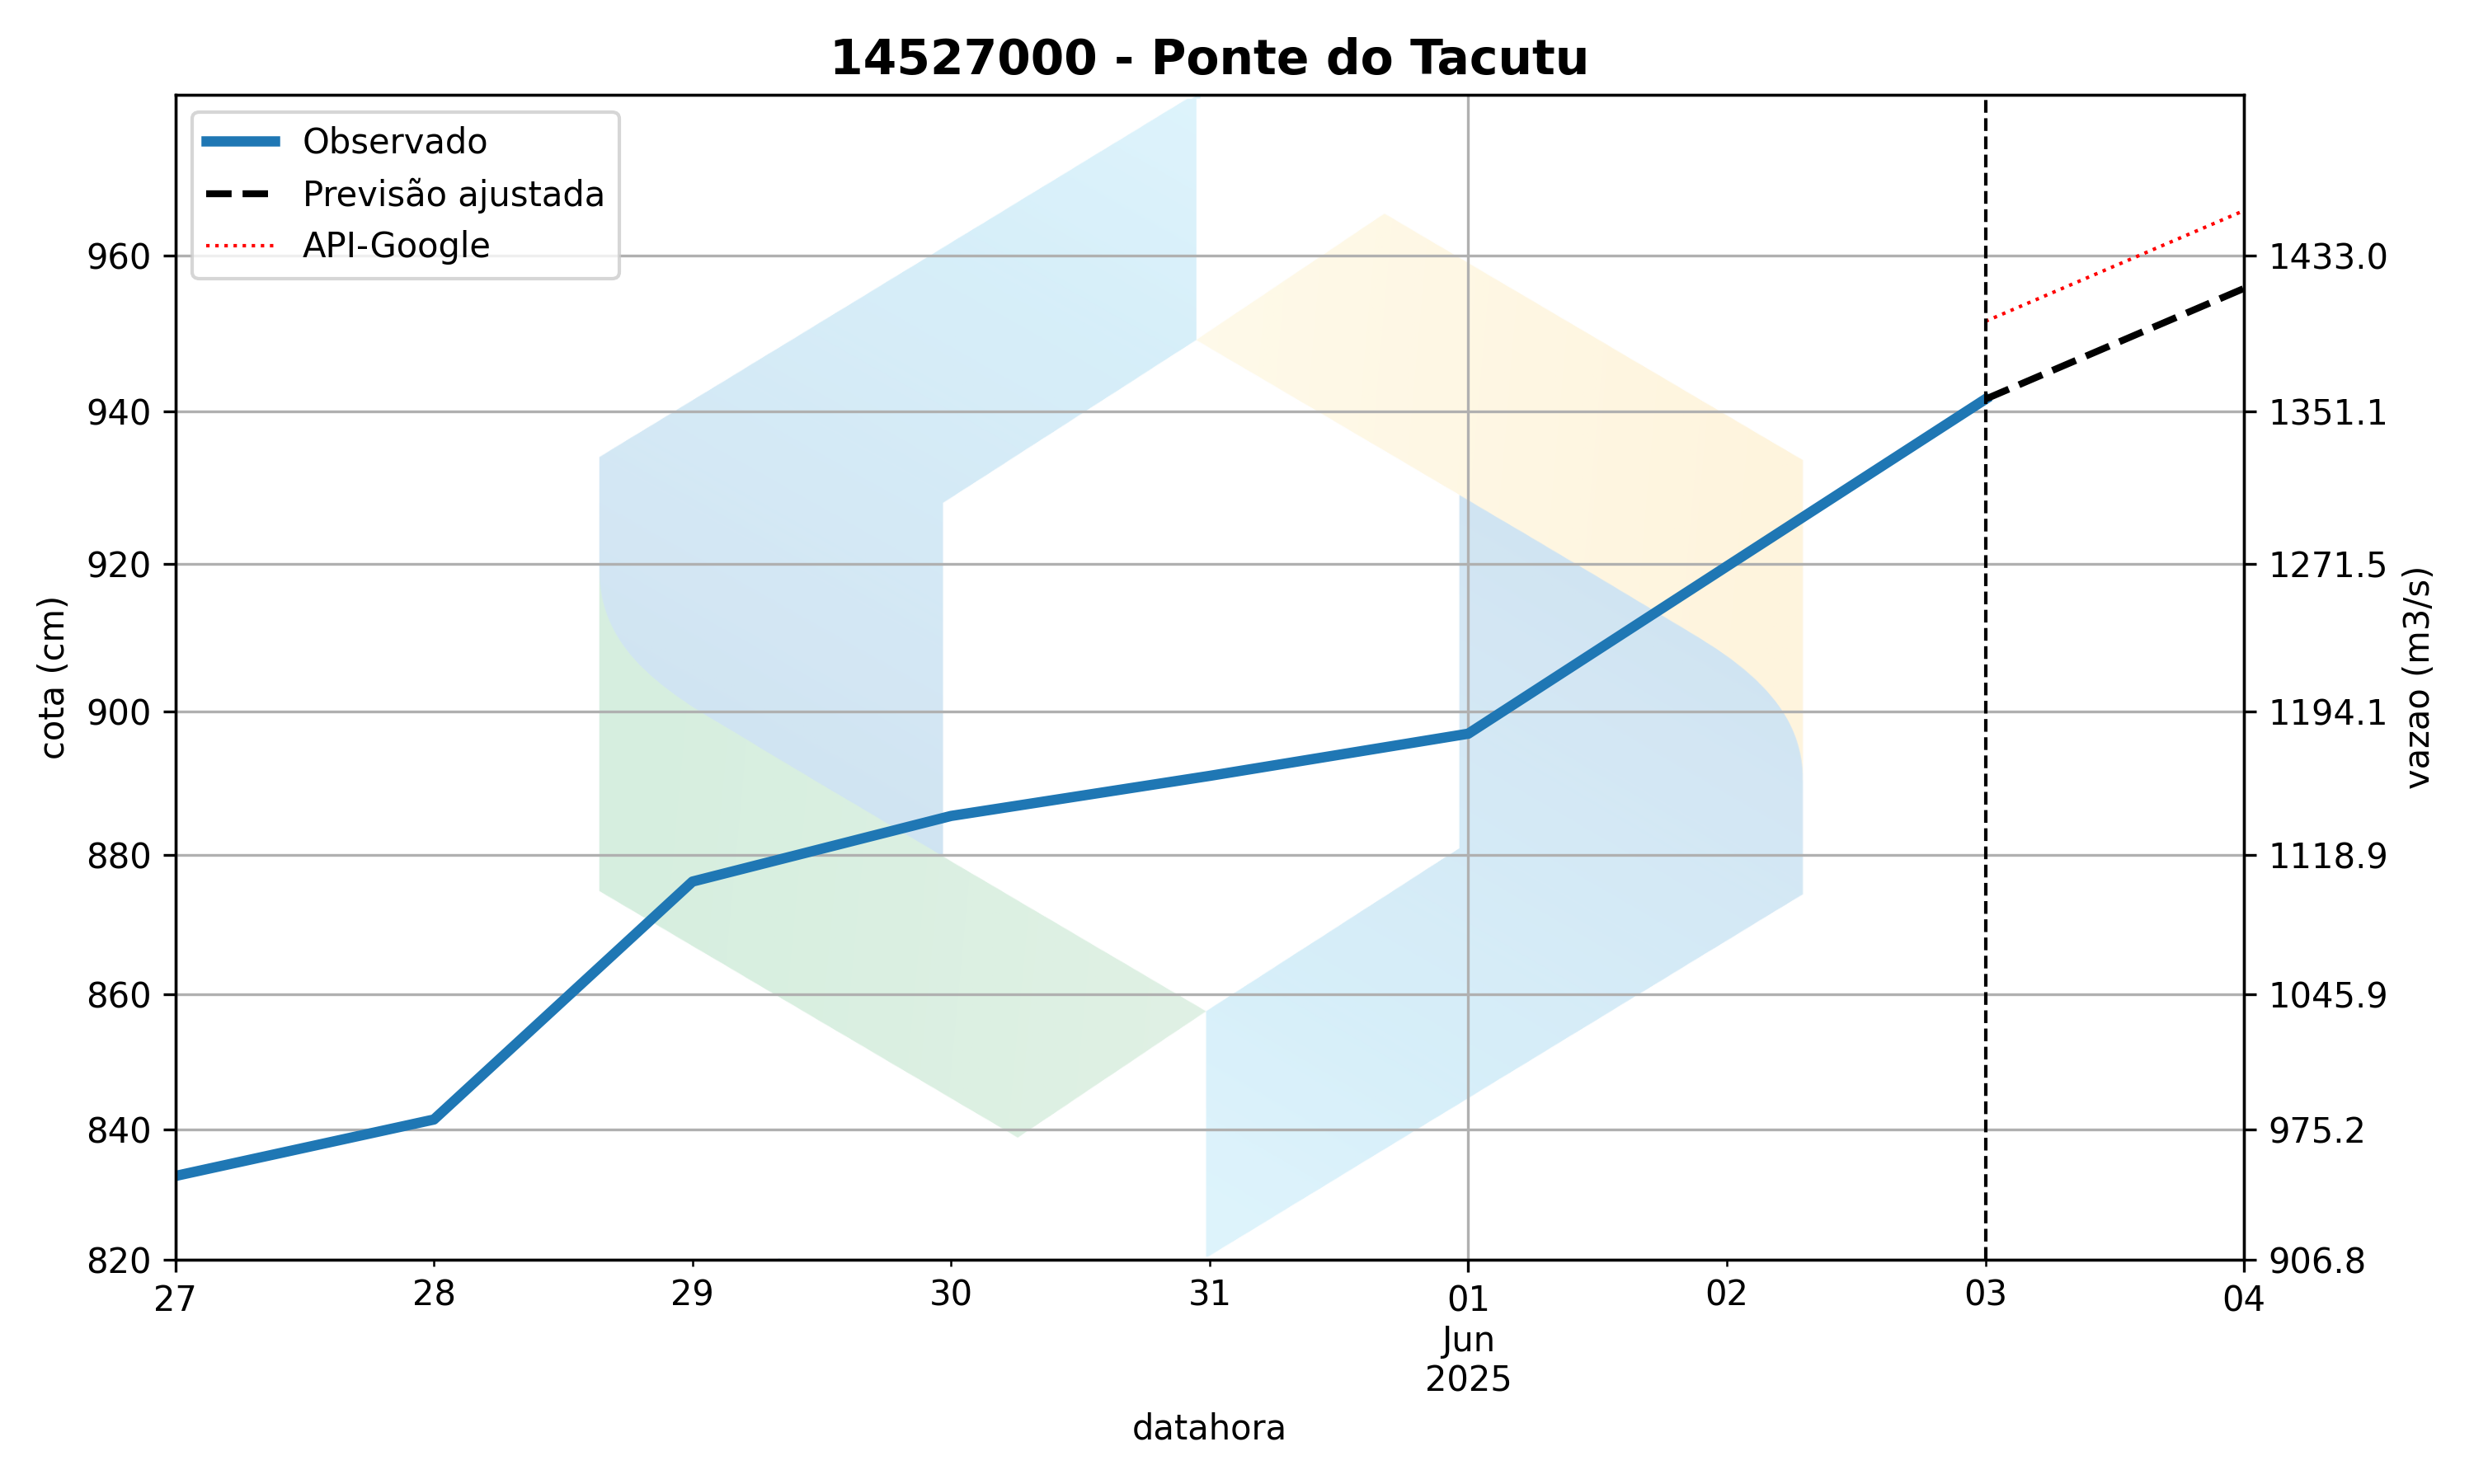 14527000 - Ponte do Tacutu
Observado
Previsão ajustada
API-Google
960
940
920
900
880
860
840
820
cota (cm)
1433.0
1351.1
1271.5
1194.1
1118.9
1045.9
975.2
906.8
vazao (m3/s)
27 28 29 30 31 01 02 03 04
Jun
2025
datahora